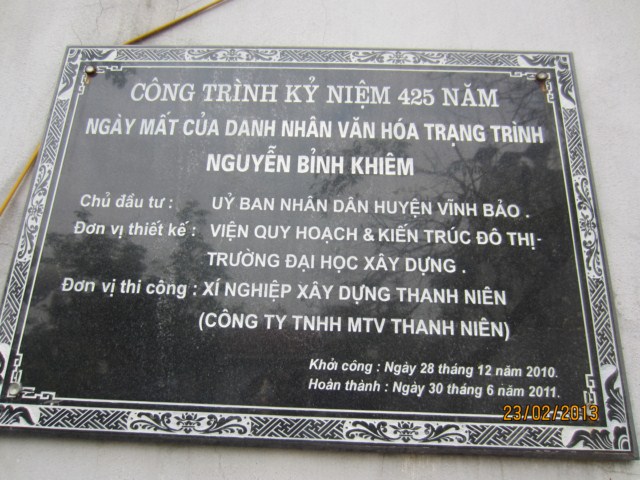 CÔNG TRÌNH KỶ NIỆM 425 NĂM
NGÀY MẤT CỦA DANH NHÂN VĂN HÓA TRẠNG TRÌNH
NGUYỄN BỈNH KHIÊM
Chủ đầu tư : UỶ BAN NHÂN DÂN HUYỆN VĨNH BẢO .
Đơn vị thiết kế : VIỆN QUY HOẠCH & KIẾN TRÚC ĐÔ THỊ -
TRƯỜNG ĐẠI HỌC XÂY DỰNG .
Đơn vị thi công : XÍ NGHIỆP XÂY DỰNG THANH NIÊN
(CÔNG TY TNHH MTV THANH NIÊN)
Khởi công : Ngày 28 tháng 12 năm 2010.
Hoàn thành : Ngày 30 tháng 6 năm 2011.
23/02/2013